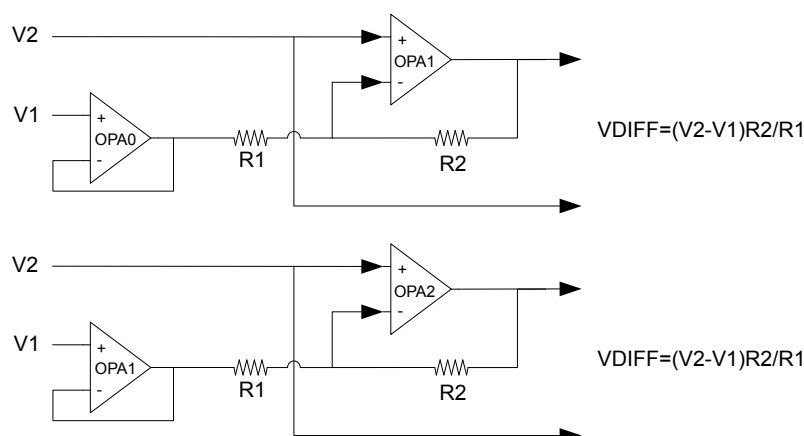 V2
+
OPA1
-
V1
+
OPA0
-
R1
R2
VDIFF=(V2-V1)R2/R1
V2
+
OPA2
-
V1
+
OPA1
-
R1
R2
VDIFF=(V2-V1)R2/R1